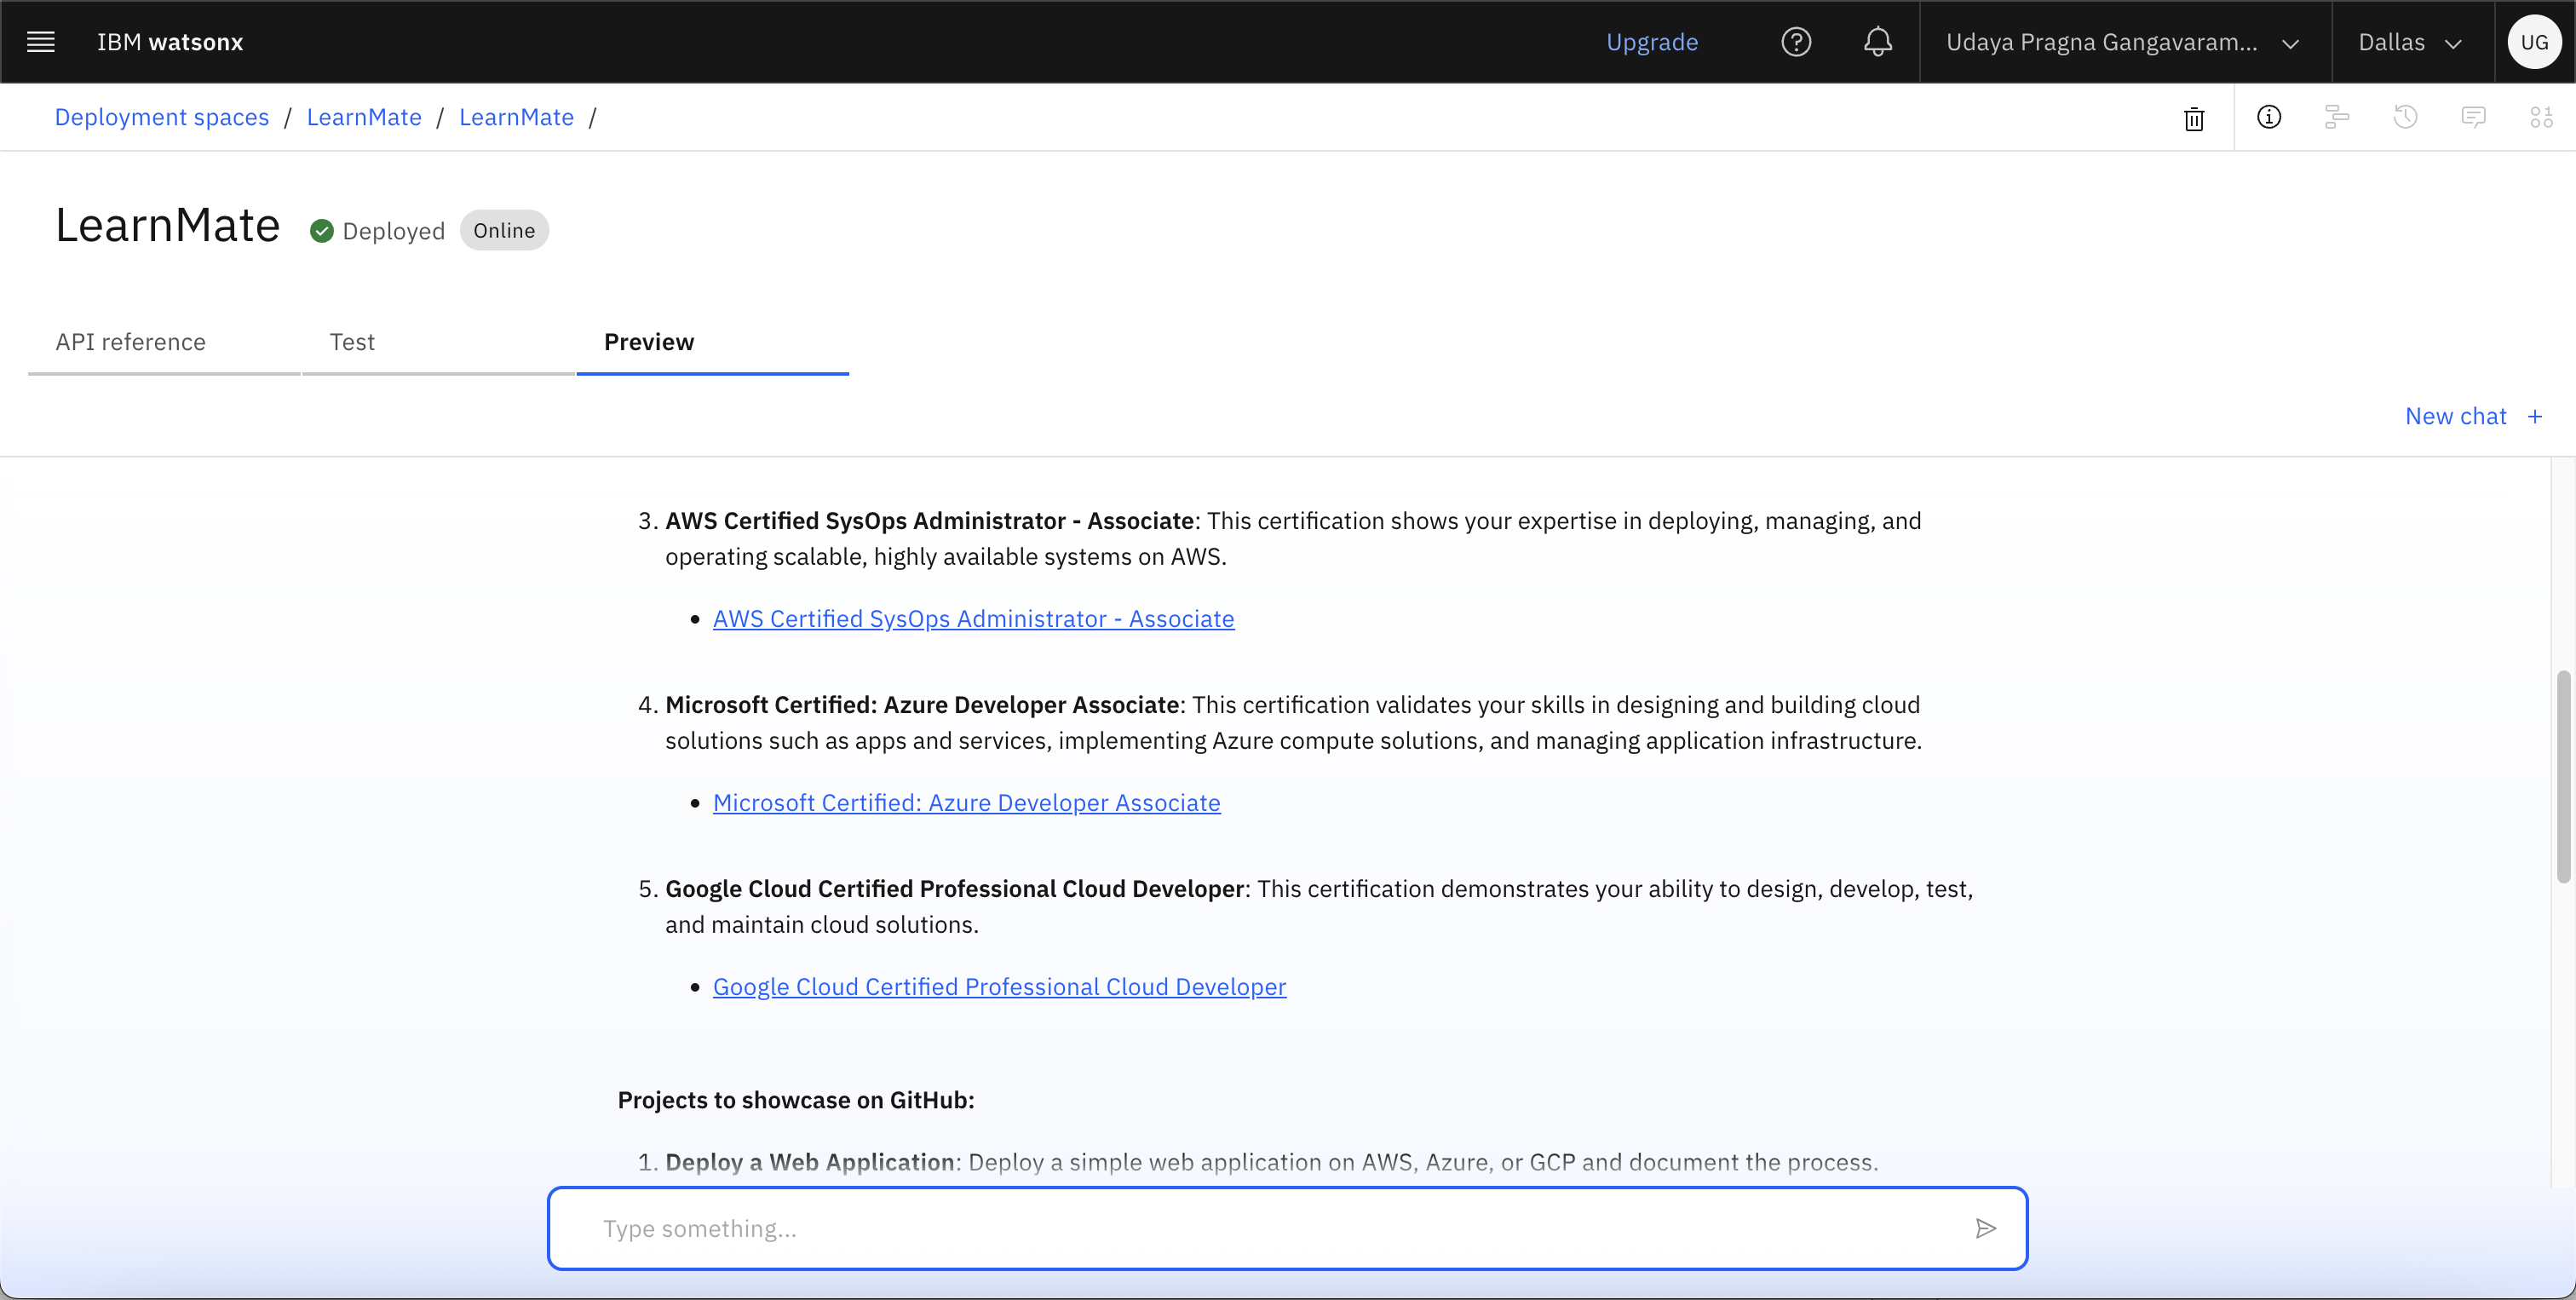 IBM watsonx
Upgrade
Udaya Pragna Gangavaram...
Dallas
UG
Deployment spaces / LearnMate / LearnMate /
LearnMate
Deployed
Online
API reference
Test
Preview
New chat +
3. AWS Certified SysOps Administrator - Associate: This certification shows your expertise in deploying, managing, and
operating scalable, highly available systems on AWS.
• AWS Certified SysOps Administrator - Associate
4. Microsoft Certified: Azure Developer Associate: This certification validates your skills in designing and building cloud
solutions such as apps and services, implementing Azure compute solutions, and managing application infrastructure.
• Microsoft Certified: Azure Developer Associate
5. Google Cloud Certified Professional Cloud Developer: This certification demonstrates your ability to design, develop, test,
and maintain cloud solutions.
• Google Cloud Certified Professional Cloud Developer
Projects to showcase on GitHub:
1. Deploy a Web Application: Deploy a simple web application on AWS, Azure, or GCP and document the process.
Type something...